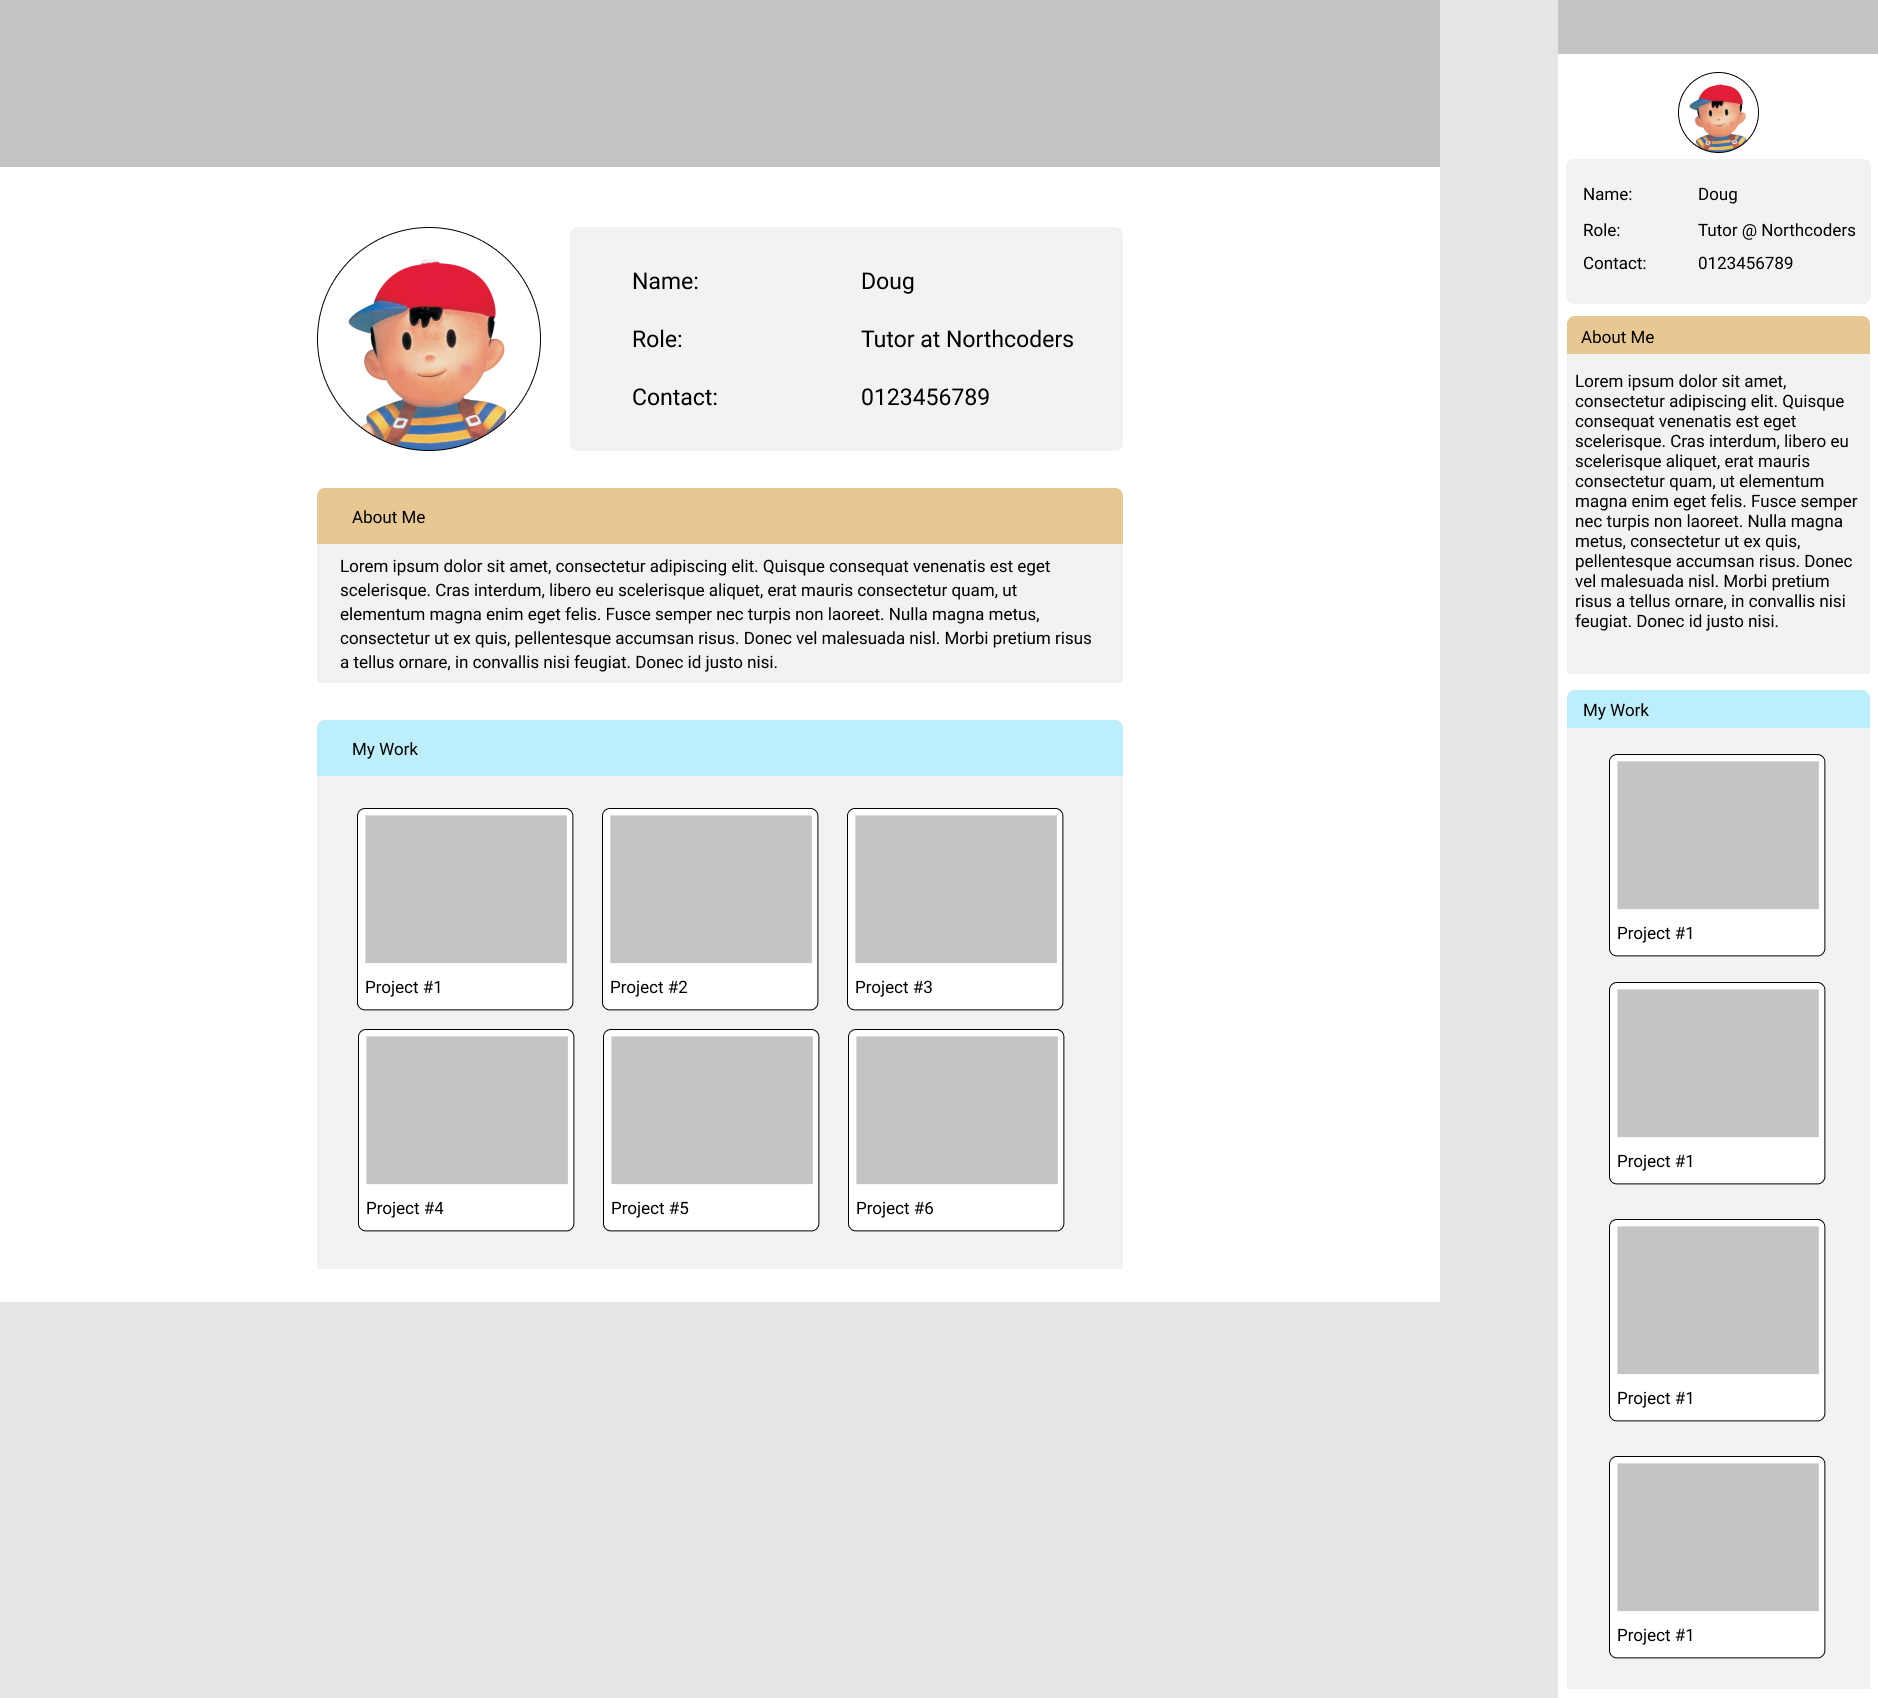 Name: Doug
Role: Tutor at Northcoders
Contact: 0123456789
About Me
Lorem ipsum dolor sit amet, consectetur adipiscing elit. Quisque consequat venenatis est eget
scelerisque. Cras interdum, libero eu scelerisque aliquet, erat mauris consectetur quam, ut
elementum magna enim eget felis. Fusce semper nec turpis non laoreet. Nulla magna metus,
consectetur ut ex quis, pellentesque accumsan risus. Donec vel malesuada nisl. Morbi pretium risus
a tellus ornare, in convallis nisi feugiat. Donec id justo nisi.
My Work
Project #1 Project #2 Project #3
Project #4 Project #5 Project #6
Name: Doug
Role: Tutor @ Northcoders
Contact: 0123456789
About Me
Lorem ipsum dolor sit amet,
consectetur adipiscing elit. Quisque
consequat venenatis est eget
scelerisque. Cras interdum, libero eu
scelerisque aliquet, erat mauris
consectetur quam, ut elementum
magna enim eget felis. Fusce semper
nec turpis non laoreet. Nulla magna
metus, consectetur ut ex quis,
pellentesque accumsan risus. Donec
vel malesuada nisl. Morbi pretium
risus a tellus ornare, in convallis nisi
feugiat. Donec id justo nisi.
My Work
Project #1
Project #1
Project #1
Project #1